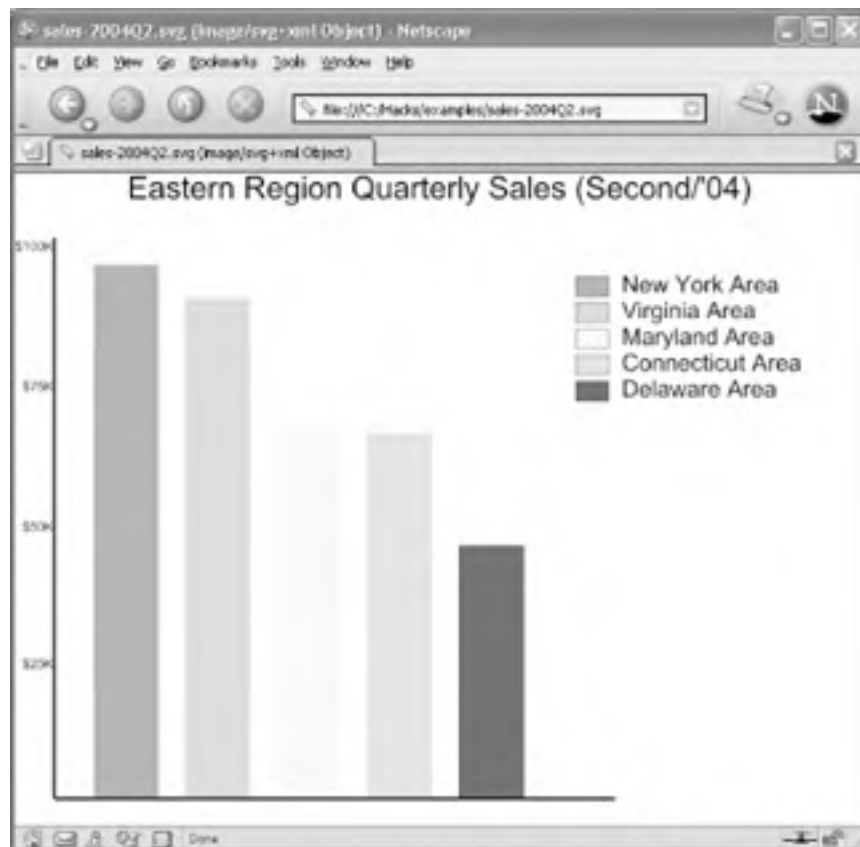 sales-2004Q2.svg (Image/svg+xml Object) - Netscape
File Edit View Go Bookmarks Tools Window Help
file:///C:/Hacks/examples/sales-2004Q2.svg
N
sales-2004Q2.svg (Image/svg+xml Object)
Eastern Region Quarterly Sales (Second/'04)
$100K
$75K
$50K
$25K
New York Area
Virginia Area
Maryland Area
Connecticut Area
Delaware Area
Done